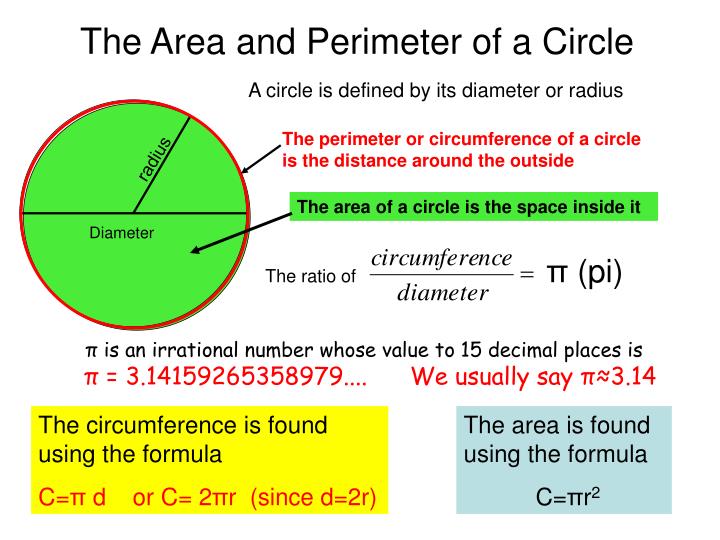 The Area and Perimeter of a Circle
A circle is defined by its diameter or radius
The perimeter or circumference of a circle
is the distance around the outside
radius
The area of a circle is the space inside it
Diameter
The ratio of circumference / diameter = π (pi)
π is an irrational number whose value to 15 decimal places is
π = 3.14159265358979.... We usually say π≈3.14
The circumference is found
using the formula
C=π d or C= 2πr (since d=2r)
The area is found
using the formula
C=πr²